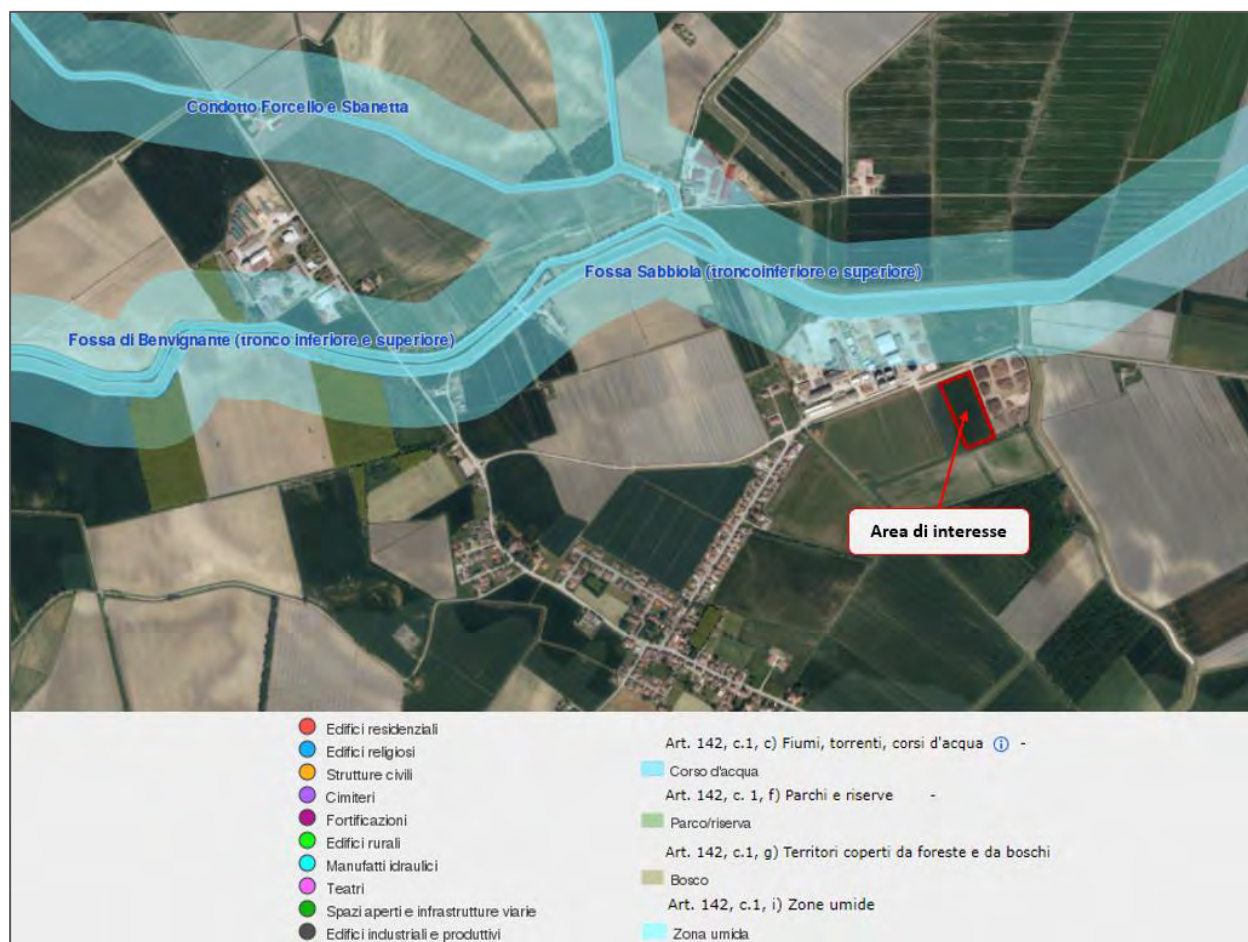 Condotto Forcello e Sbanetta
Fossa Sabbiola (troncoinferiore e superiore)
Fossa di Benvignante (tronco inferiore e superiore)
Area di interesse
Edifici residenziali
Edifici religiosi
Strutture civili
Cimiteri
Fortificazioni
Edifici rurali
Manufatti idraulici
Teatri
Spazi aperti e infrastrutture viarie
Edifici industriali e produttivi
Art. 142, c.1, c) Fiumi, torrenti, corsi d'acqua i -
Corso d'acqua
Art. 142, c. 1, f) Parchi e riserve -
Parco/riserva
Art. 142, c.1, g) Territori coperti da foreste e da boschi
Bosco
Art. 142, c.1, i) Zone umide
Zona umida